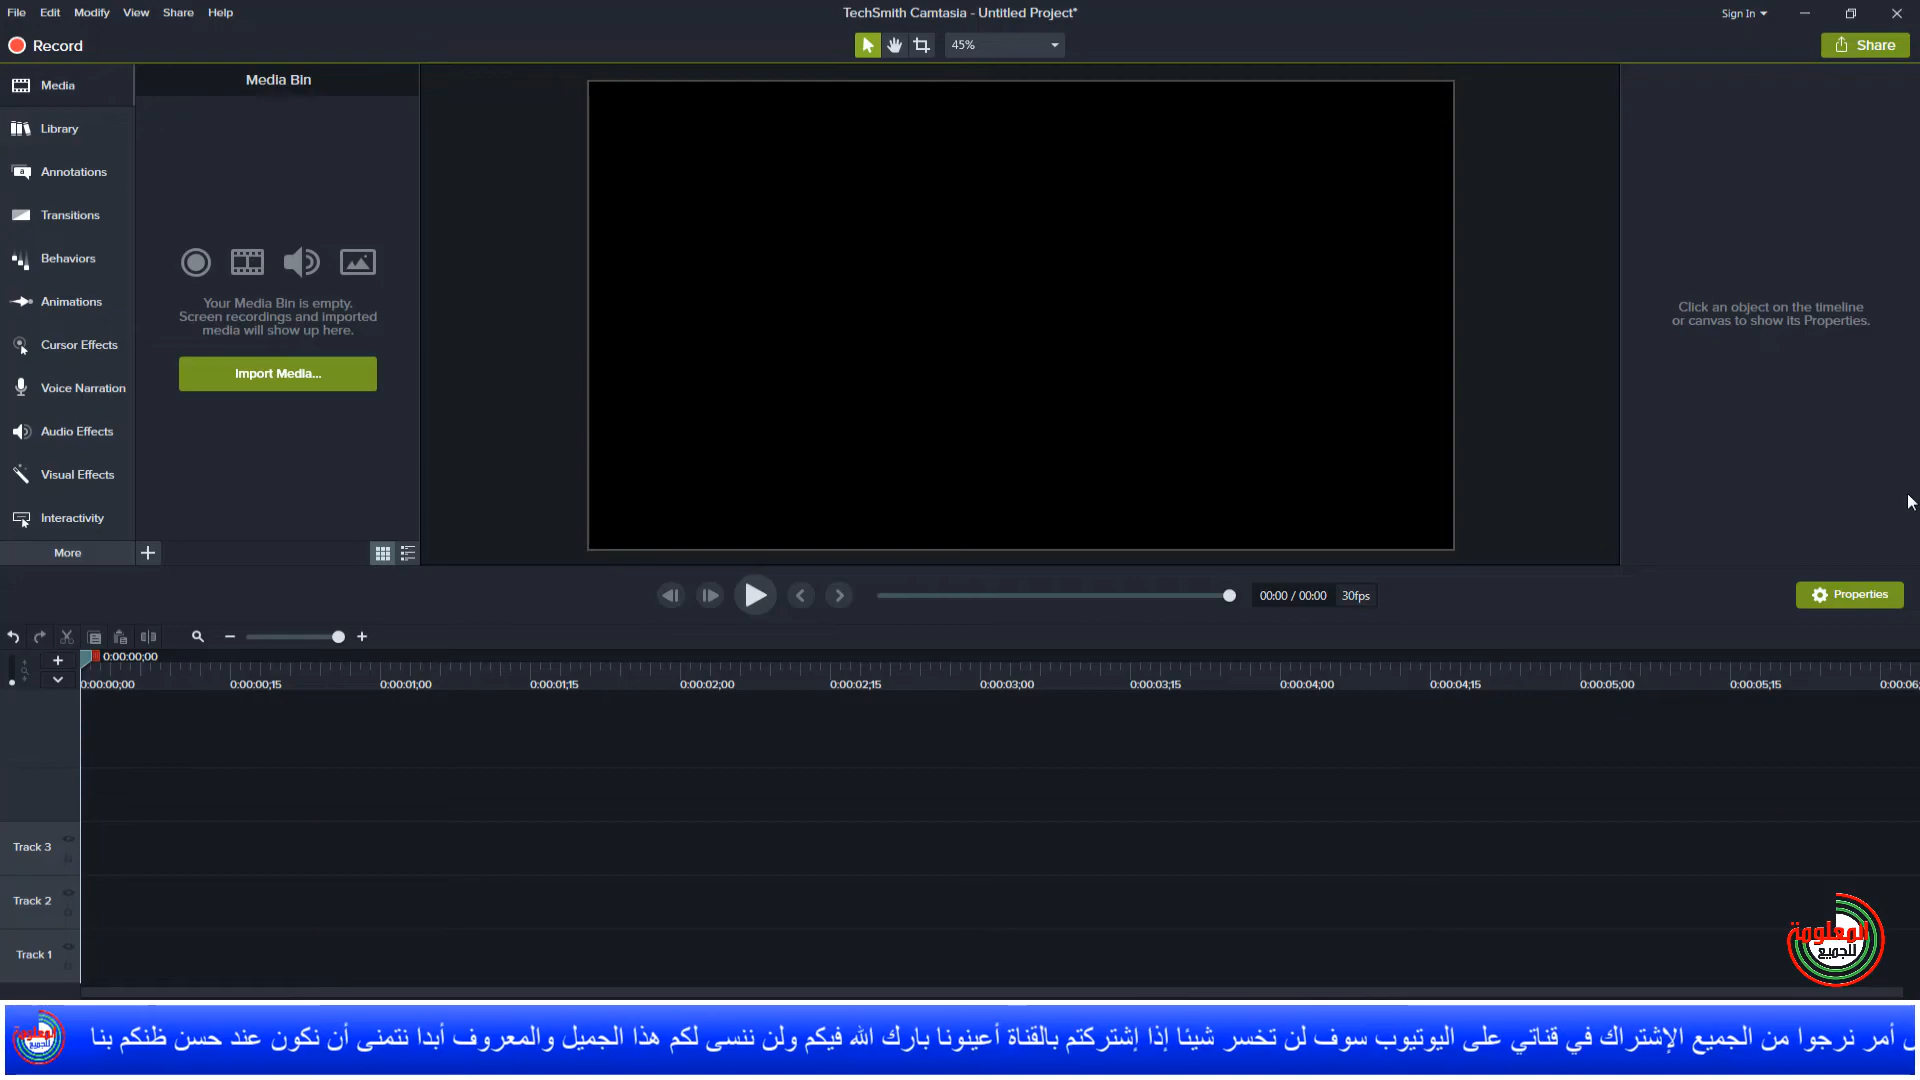 File Edit Modify View Share Help
TechSmith Camtasia - Untitled Project*
Sign In
Record
45%
Share
Media
Library
Annotations
Transitions
Behaviors
Animations
Cursor Effects
Voice Narration
Audio Effects
Visual Effects
Interactivity
More
Media Bin
Your Media Bin is empty.
Screen recordings and imported
media will show up here.
Import Media...
Click an object on the timeline
or canvas to show its Properties.
00:00 / 00:00 30fps
Properties
0:00:00;00
0:00:00;00 0:00:00;15 0:00:01;00 0:00:01;15 0:00:02;00 0:00:02;15 0:00:03;00 0:00:03;15 0:00:04;00 0:00:04;15 0:00:05;00 0:00:05;15 0:00:06;
Track 3
Track 2
Track 1
المعلومة
للجميع
أمر نرجوا من الجميع الإشتراك في قناتي على اليوتيوب سوف لن تخسر شيئا إذا إشتركتم بالقناة أعينونا بارك الله فيكم ولن ننسى لكم هذا الجميل والمعروف أبدا نتمنى أن نكون عند حسن ظنكم بنا
المعلومة
للجميع